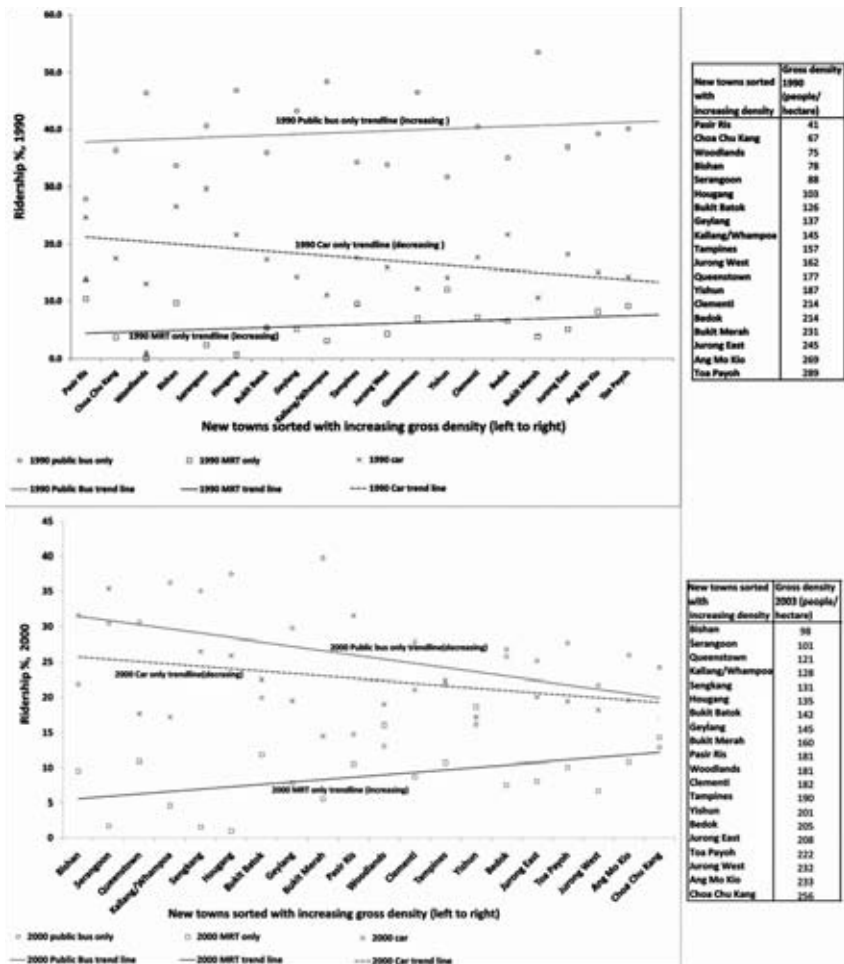 60.0
50.0
40.0
30.0
20.0
10.0
0.0
Ridership %, 1990
1990 Public bus only trendline (increasing )
1990 Car only trendline (decreasing )
1990 MRT only trendline (increasing)
Pasir Ris
Choa Chu Kang
Woodlands
Bishan
Serangoon
Hougang
Bukit Batok
Geylang
Kallang/Whampoa
Tampines
Jurong West
Queenstown
Yishun
Clementi
Bedok
Bukit Merah
Jurong East
Ang Mo Kio
Toa Payoh
New towns sorted with increasing gross density (left to right)
1990 public bus only
1990 MRT only
1990 car
1990 Public Bus trend line
1990 MRT trend line
1990 Car trend line
New towns sorted with increasing density
Gross density 1990 (people/ hectare)
Pasir Ris 41
Choa Chu Kang 67
Woodlands 75
Bishan 78
Serangoon 88
Hougang 103
Bukit Batok 126
Geylang 137
Kallang/Whampoa 145
Tampines 157
Jurong West 162
Queenstown 177
Yishun 187
Clementi 214
Bedok 214
Bukit Merah 231
Jurong East 245
Ang Mo Kio 269
Toa Payoh 289
45
40
35
30
25
20
15
10
5
0
Ridership %, 2000
2000 Public bus only trendline(decreasing)
2000 Car only trendline(decreasing)
2000 MRT only trendline (increasing)
Bishan
Serangoon
Queenstown
Kallang/Whampoa
Sengkang
Hougang
Bukit Batok
Geylang
Bukit Merah
Pasir Ris
Woodlands
Clementi
Tampines
Yishun
Bedok
Jurong East
Toa Payoh
Jurong West
Ang Mo Kio
Choa Chu Kang
New towns sorted with increasing gross density (left to right)
2000 public bus only
2000 MRT only
2000 car
2000 Public Bus trend line
2000 MRT trend line
2000 Car trend line
New towns sorted with increasing density
Gross density 2003 (people/ hectare)
Bishan 98
Serangoon 101
Queenstown 121
Kallang/Whampoa 128
Sengkang 131
Hougang 135
Bukit Batok 142
Geylang 145
Bukit Merah 160
Pasir Ris 181
Woodlands 181
Clementi 182
Tampines 190
Yishun 201
Bedok 205
Jurong East 208
Toa Payoh 222
Jurong West 232
Ang Mo Kio 233
Choa Chu Kang 256